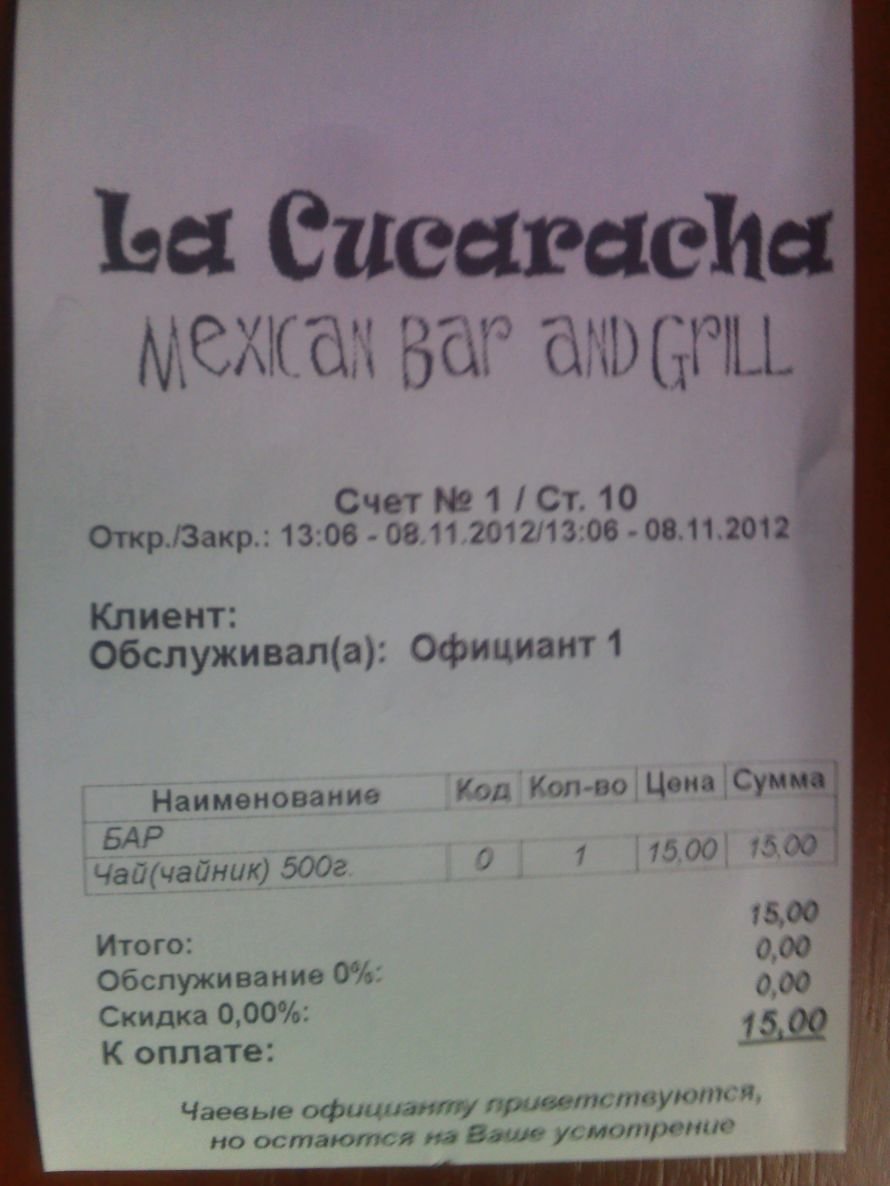 La Cucaracha
Mexican Bar and Grill
Счет № 1 / Ст. 10
Откр./Закр.: 13:06 - 08.11.2012/13:06 - 08.11.2012
Клиент:
Обслуживал(а): Официант 1
Наименование Код Кол-во Цена Сумма
БАР
Чай(чайник) 500г. 0 1 15,00 15,00
Итого: 15,00
Обслуживание 0%: 0,00
Скидка 0,00%: 0,00
К оплате: 15,00
Чаевые официанту приветствуются,
но остаются на Ваше усмотрение